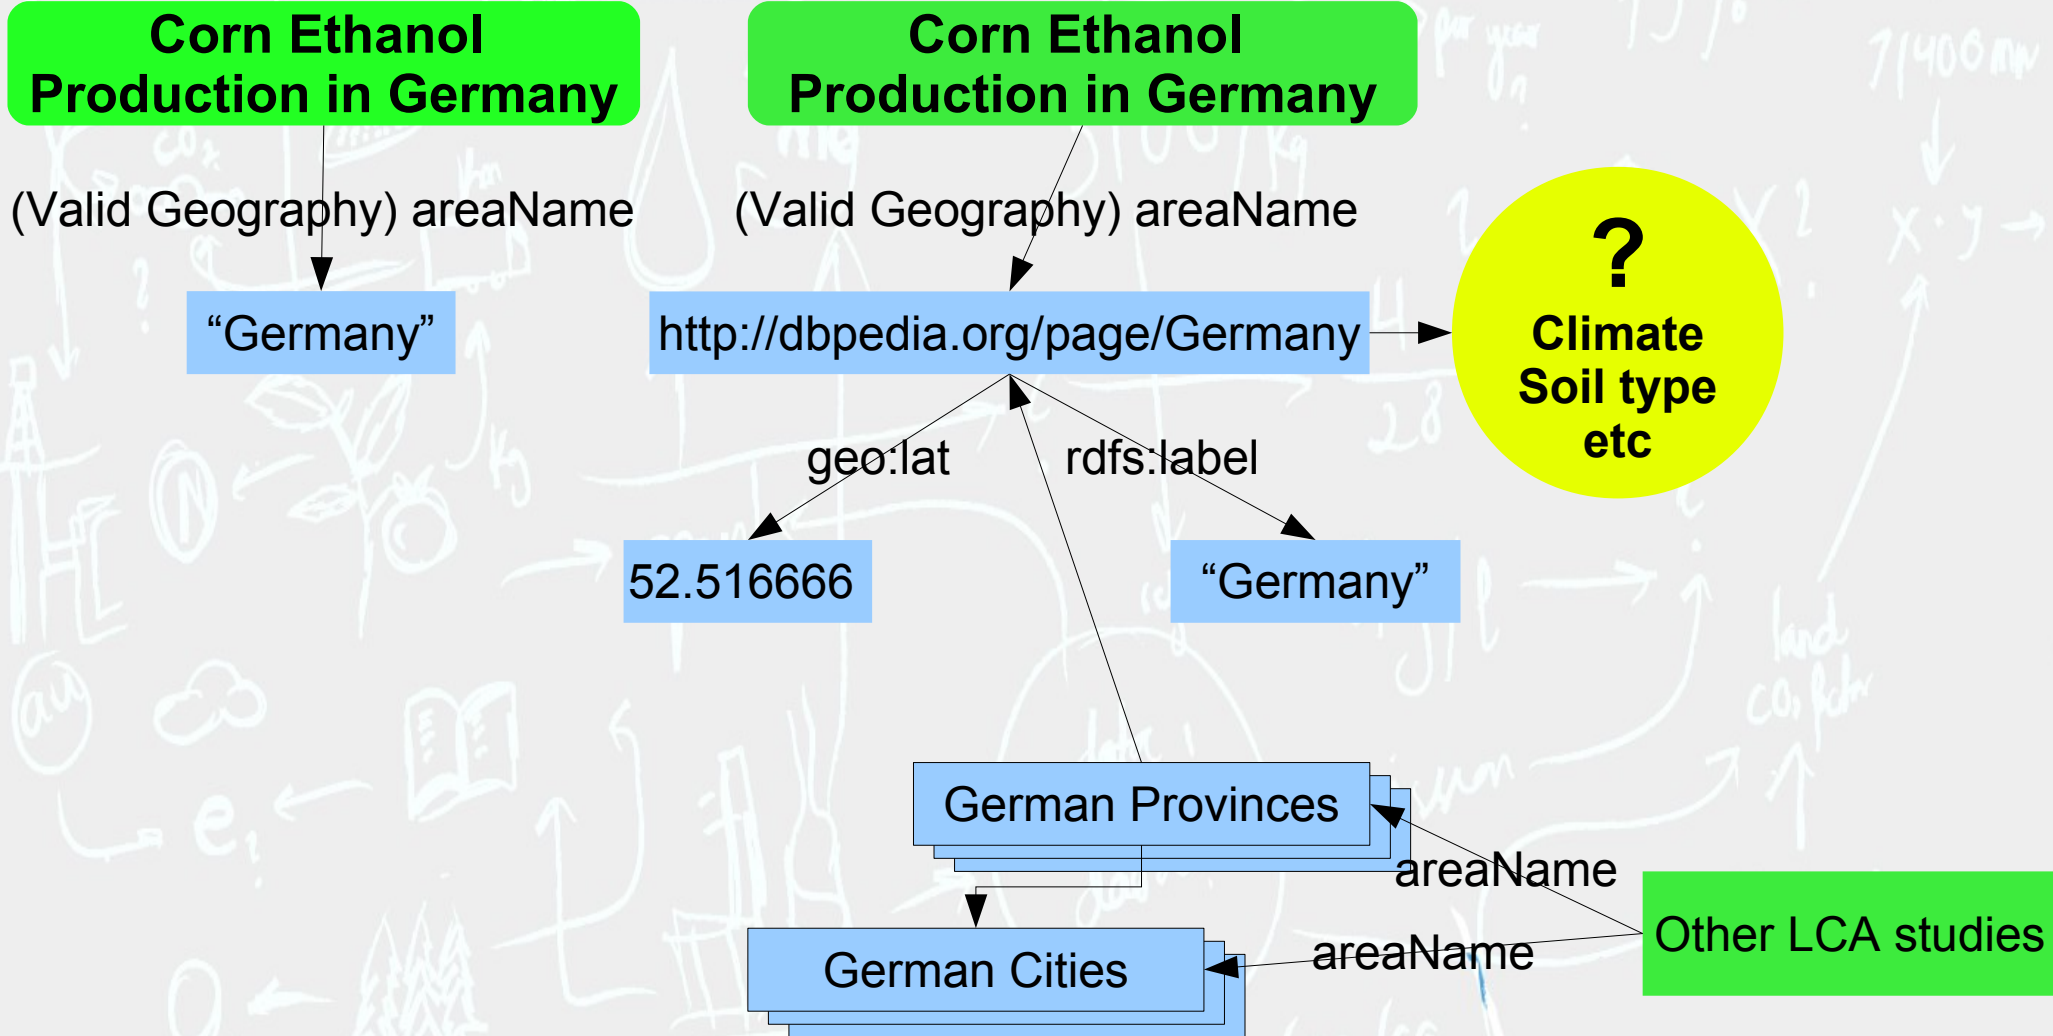 Corn Ethanol
Production in Germany
Corn Ethanol
Production in Germany
(Valid Geography) areaName
(Valid Geography) areaName
?
Climate
Soil type
etc
“Germany”
http://dbpedia.org/page/Germany
geo:lat
rdfs:label
52.516666
“Germany”
German Provinces
areaName
Other LCA studies
areaName
German Cities